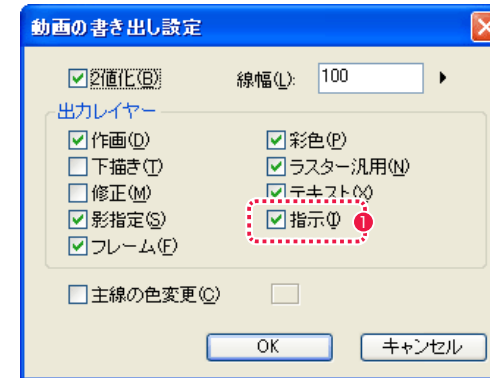 動画の書き出し設定
2値化(B) 線幅(L): 100
出力レイヤー
作画(D) 彩色(P)
下描き(T) ラスター汎用(N)
修正(M) テキスト(X)
影指定(S) 指示(I) 1
フレーム(F)
主線の色変更(C)
OK キャンセル